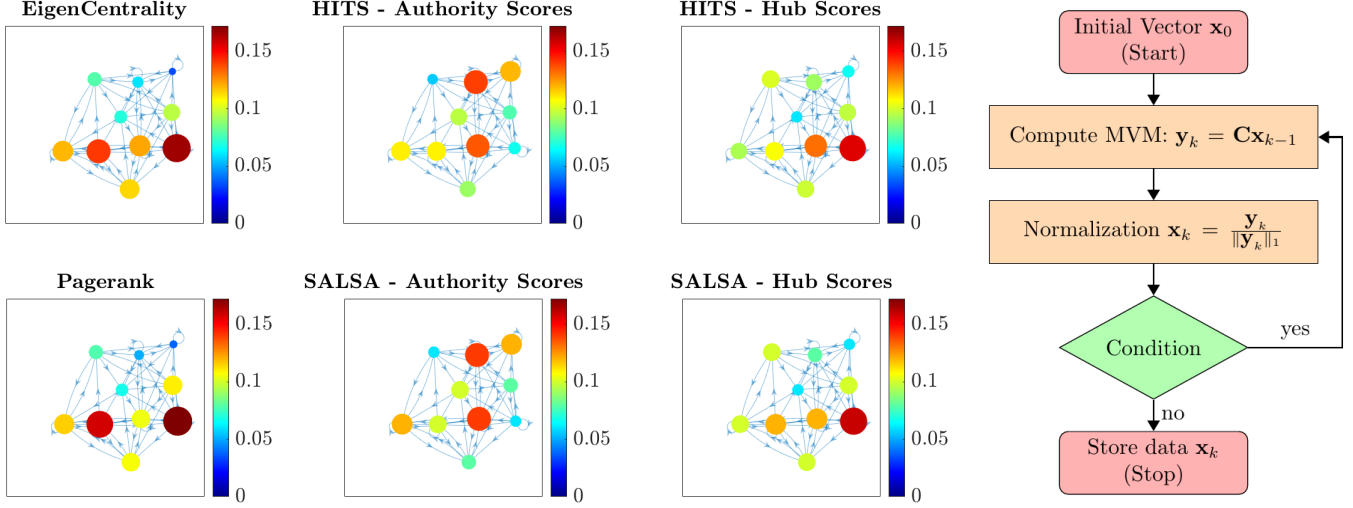 EigenCentrality
0.15
0.1
0.05
0
HITS - Authority Scores
0.15
0.1
0.05
0
HITS - Hub Scores
0.15
0.1
0.05
0
Pagerank
0.15
0.1
0.05
0
SALSA - Authority Scores
0.15
0.1
0.05
0
SALSA - Hub Scores
0.15
0.1
0.05
0
Initial Vector x₀
(Start)
Compute MVM: yₖ = Cxₖ₋₁
Normalization xₖ = yₖ / ‖yₖ‖₁
Condition
yes
no
Store data xₖ
(Stop)